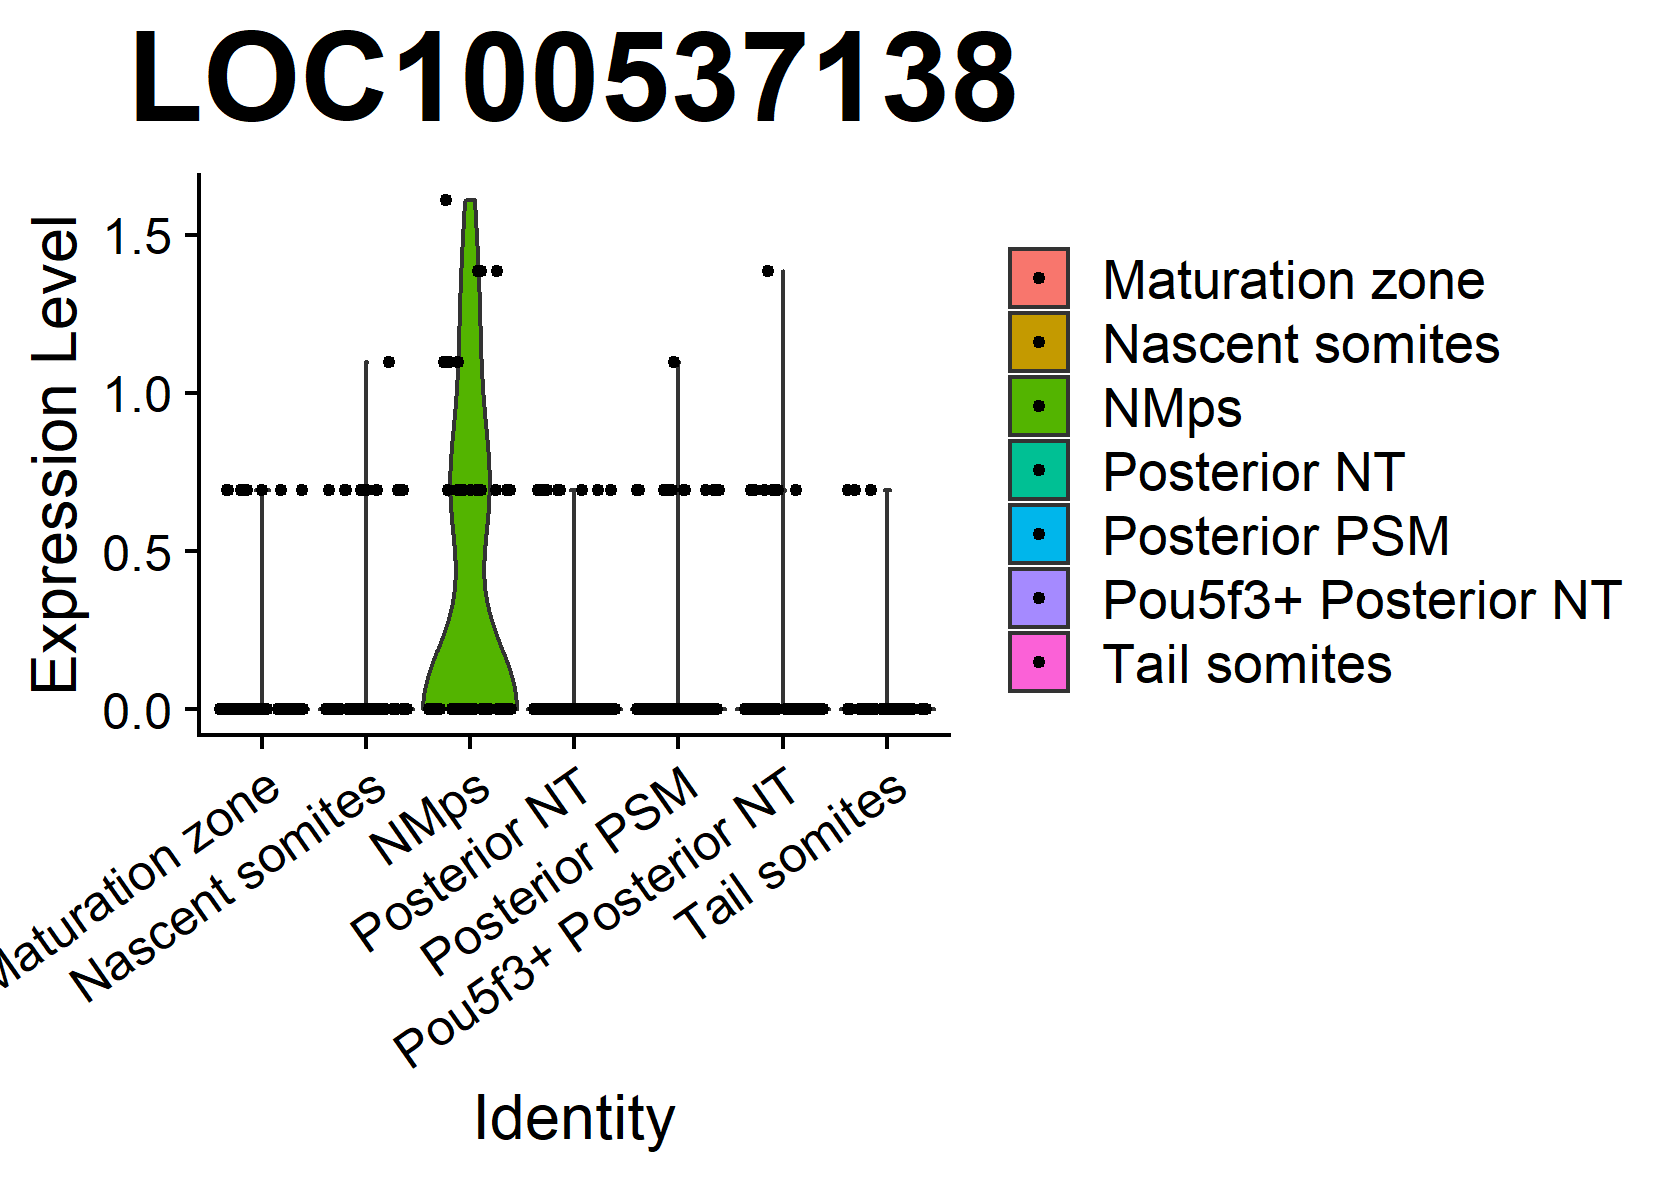 LOC100537138
Expression Level
1.5
1.0
0.5
0.0
Maturation zone
Nascent somites
NMps
Posterior NT
Posterior PSM
Pou5f3+ Posterior NT
Tail somites
Identity
Maturation zone
Nascent somites
NMps
Posterior NT
Posterior PSM
Pou5f3+ Posterior NT
Tail somites